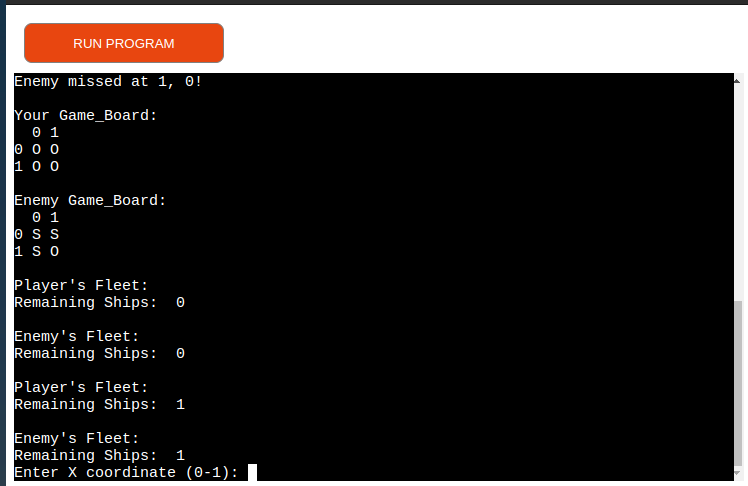 RUN PROGRAM
Enemy missed at 1, 0!
Your Game_Board:
  0 1
0 O O
1 O O
Enemy Game_Board:
  0 1
0 S S
1 S O
Player's Fleet:
Remaining Ships:  0
Enemy's Fleet:
Remaining Ships:  0
Player's Fleet:
Remaining Ships:  1
Enemy's Fleet:
Remaining Ships:  1
Enter X coordinate (0-1):